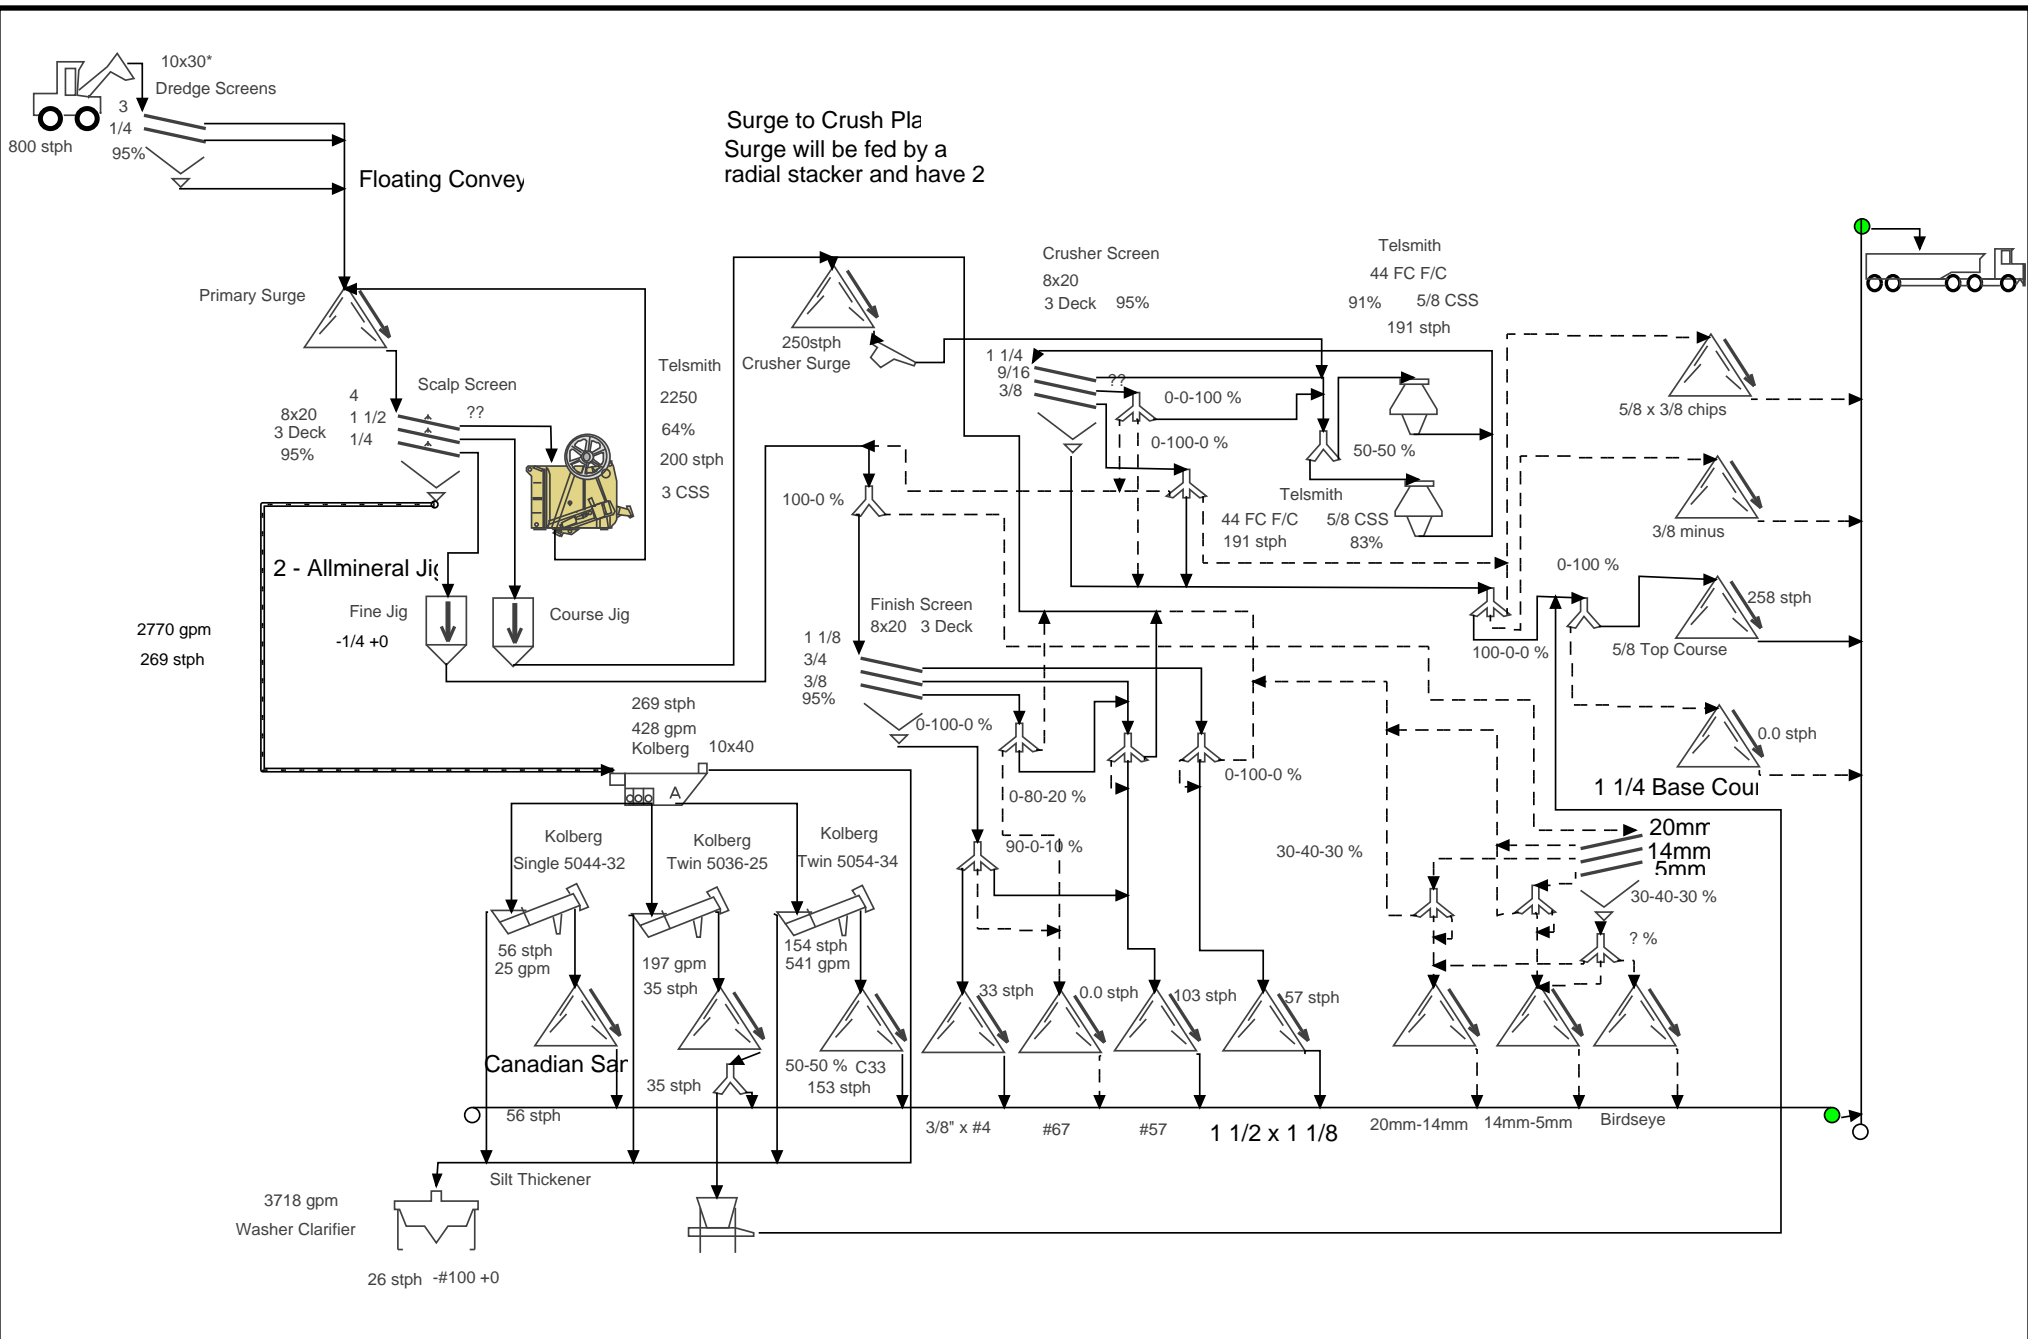 10x30*
Dredge Screens
3
1/4
95%
800 stph
Floating Convey
Surge to Crush Pla
Surge will be fed by a
radial stacker and have 2
Primary Surge
Scalp Screen
4
1 1/2
1/4
8x20
3 Deck
95%
??
Telsmith
2250
64%
200 stph
3 CSS
250stph
Crusher Surge
Crusher Screen
8x20
3 Deck 95%
1 1/4
9/16
3/8
??
Telsmith
44 FC F/C
91% 5/8 CSS
191 stph
0-0-100 %
0-100-0 %
50-50 %
Telsmith
44 FC F/C 5/8 CSS
191 stph 83%
100-0 %
5/8 x 3/8 chips
3/8 minus
0-100 %
258 stph
100-0-0 %
5/8 Top Course
0.0 stph
1 1/4 Base Cour
2 - Allmineral Jig
Fine Jig
-1/4 +0
Course Jig
2770 gpm
269 stph
Finish Screen
8x20 3 Deck
1 1/8
3/4
3/8
95%
0-100-0 %
0-100-0 %
0-80-20 %
90-0-10 %
269 stph
428 gpm
Kolberg 10x40
A
Kolberg
Single 5044-32
Kolberg
Twin 5036-25
Kolberg
Twin 5054-34
30-40-30 %
20mm
14mm
5mm
30-40-30 %
? %
56 stph
25 gpm
197 gpm
35 stph
154 stph
541 gpm
33 stph
0.0 stph
103 stph
57 stph
Canadian San
35 stph
50-50 % C33
153 stph
56 stph
3/8" x #4
#67
#57
1 1/2 x 1 1/8
20mm-14mm
14mm-5mm
Birdseye
Silt Thickener
3718 gpm
Washer Clarifier
26 stph -#100 +0